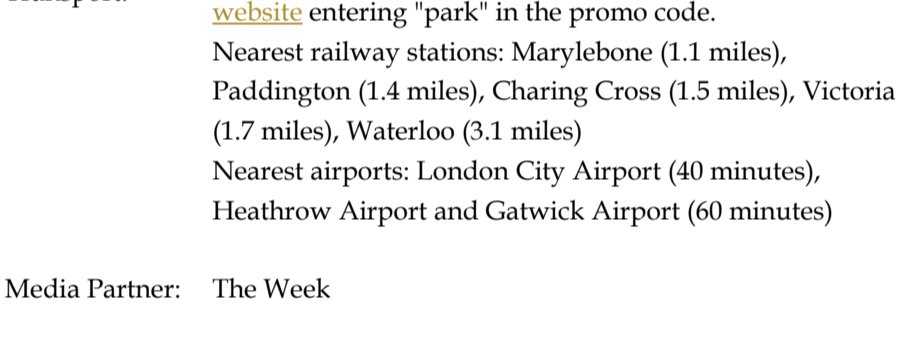 website entering "park" in the promo code.
Nearest railway stations: Marylebone (1.1 miles),
Paddington (1.4 miles), Charing Cross (1.5 miles), Victoria
(1.7 miles), Waterloo (3.1 miles)
Nearest airports: London City Airport (40 minutes),
Heathrow Airport and Gatwick Airport (60 minutes)
Media Partner: The Week